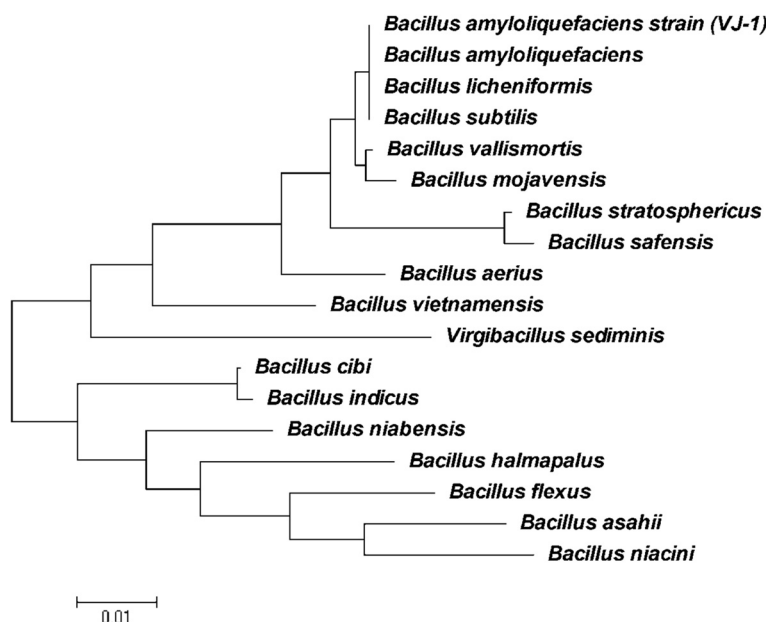 Bacillus amyloliquefaciens strain (VJ-1)
Bacillus amyloliquefaciens
Bacillus licheniformis
Bacillus subtilis
Bacillus vallismortis
Bacillus mojavensis
Bacillus stratosphericus
Bacillus safensis
Bacillus aerius
Bacillus vietnamensis
Virgibacillus sediminis
Bacillus cibi
Bacillus indicus
Bacillus niabensis
Bacillus halmapalus
Bacillus flexus
Bacillus asahii
Bacillus niacini
0.01